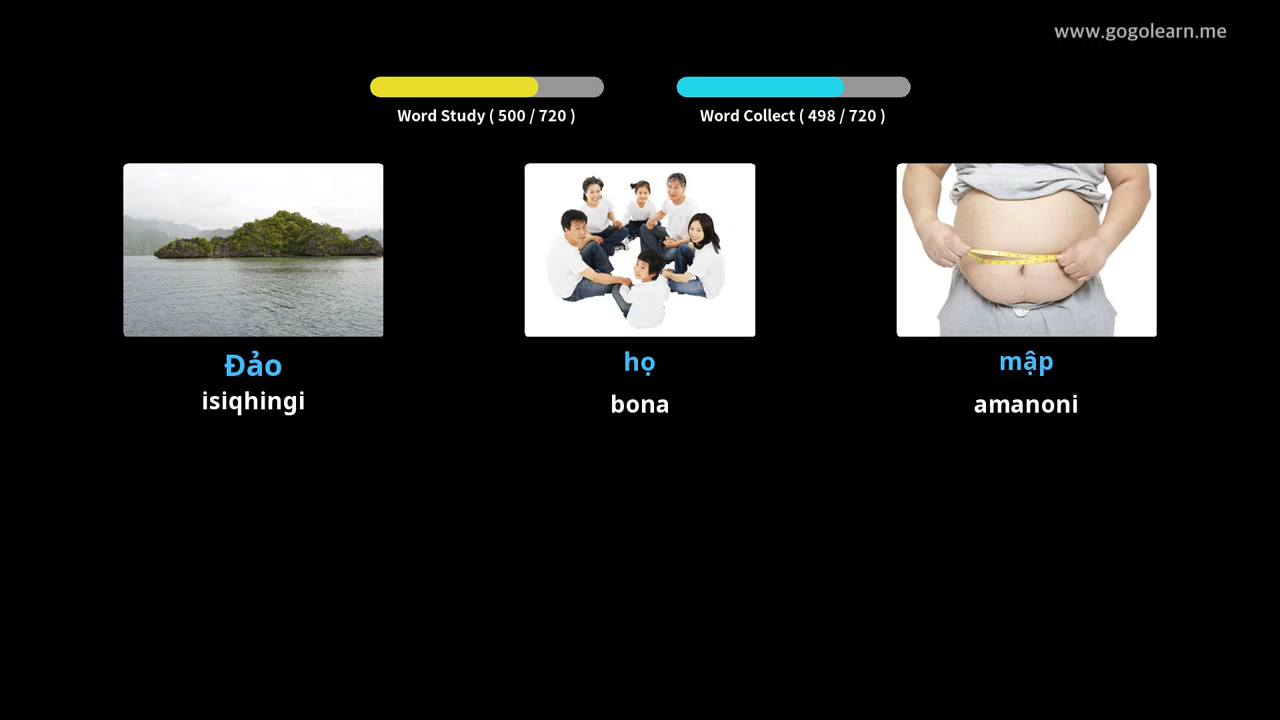 www.gogolearn.me
Word Study ( 500 / 720 )
Word Collect ( 498 / 720 )
Đảo
họ
mập
isiqhingi
bona
amanoni